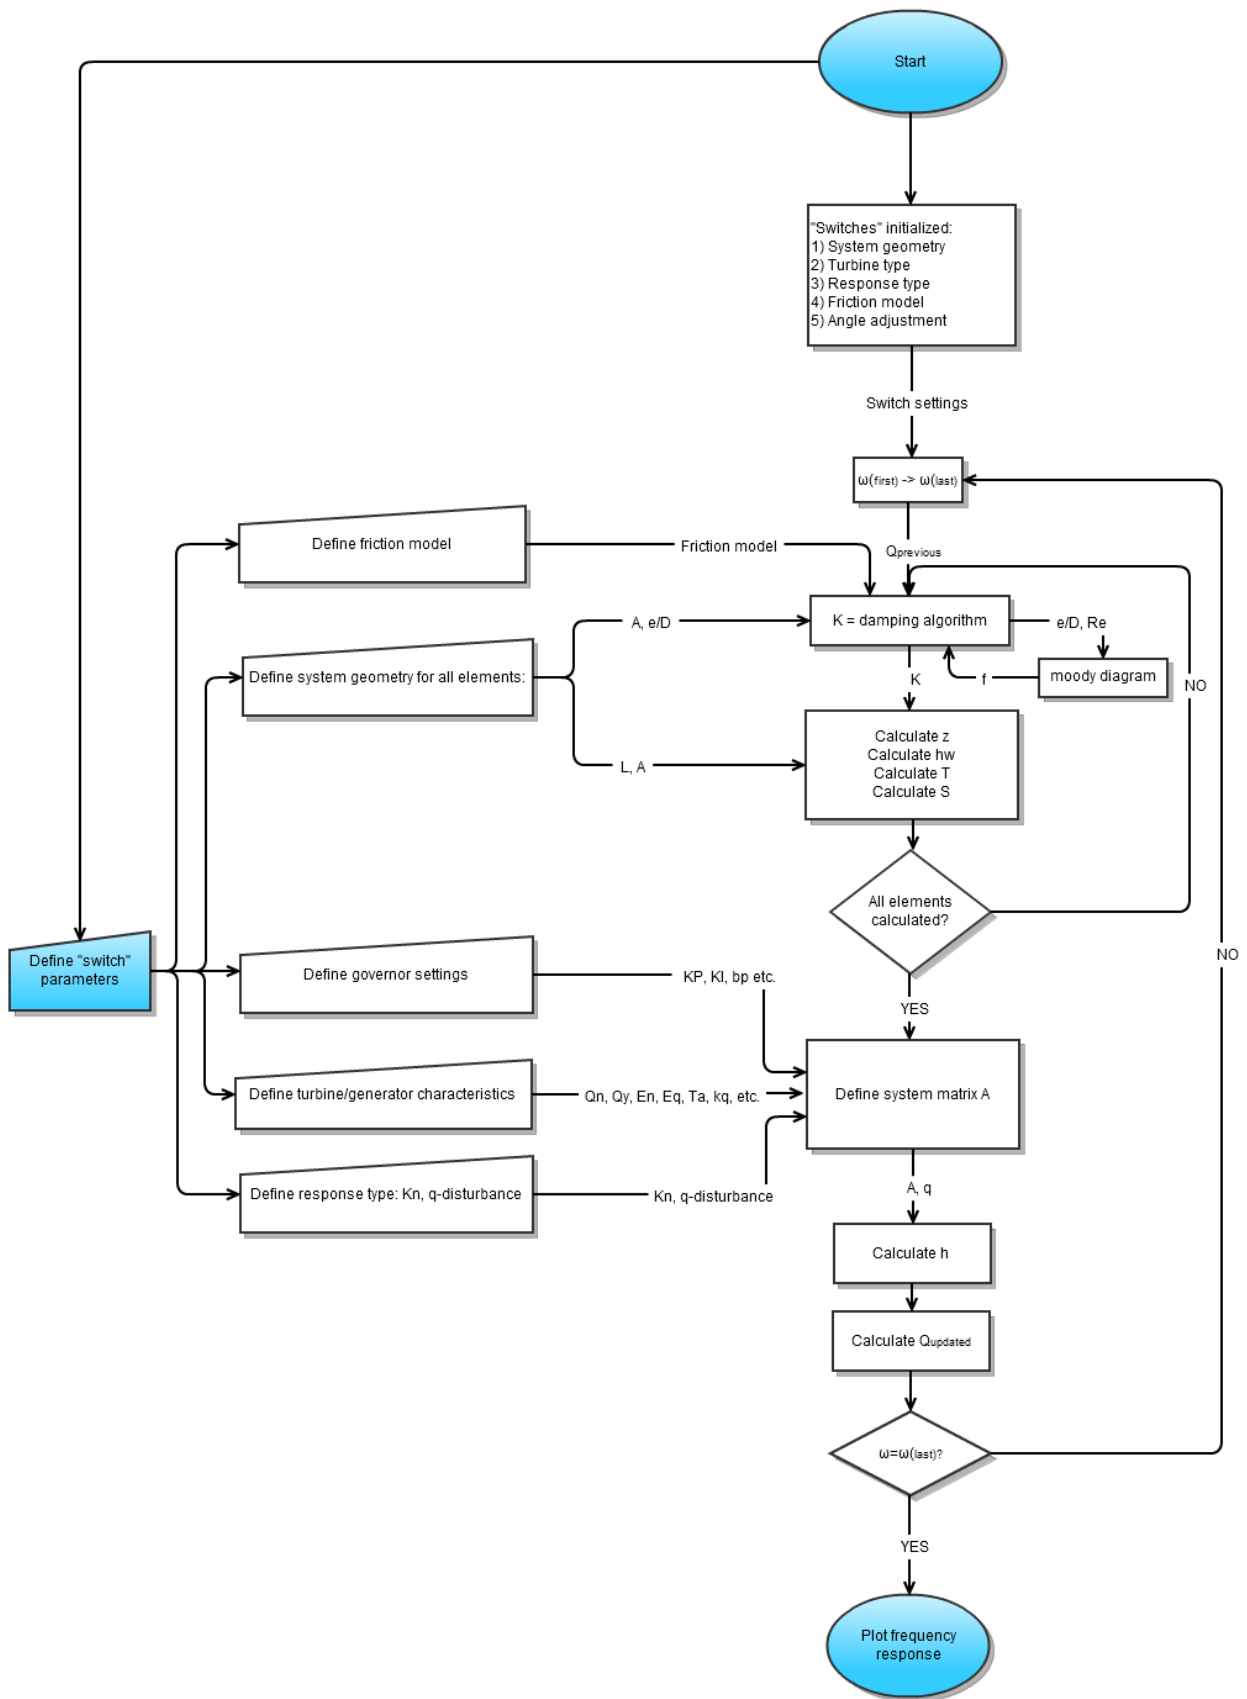 Start
"Switches" initialized:
1) System geometry
2) Turbine type
3) Response type
4) Friction model
5) Angle adjustment
Switch settings
ω(first) -> ω(last)
Qprevious
Define friction model
Friction model
K = damping algorithm
A, e/D
e/D, Re
Define system geometry for all elements:
K
f
moody diagram
NO
L, A
Calculate z
Calculate hw
Calculate T
Calculate S
All elements
calculated?
NO
Define "switch"
parameters
Define governor settings
KP, KI, bp etc.
YES
Define turbine/generator characteristics
Qn, Qy, En, Eq, Ta, kq, etc.
Define system matrix A
Define response type: Kn, q-disturbance
Kn, q-disturbance
A, q
Calculate h
Calculate Qupdated
ω=ω(last)?
YES
Plot frequency
response